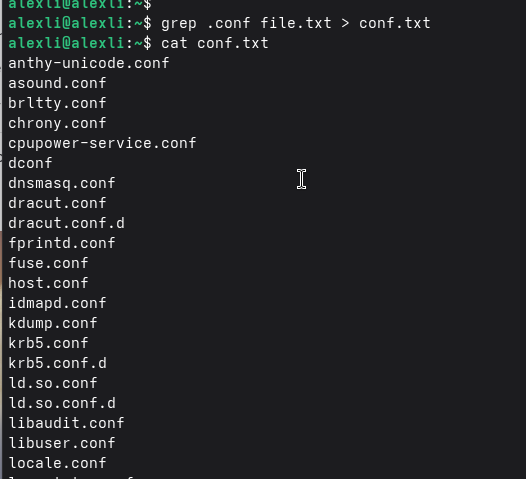 alexli@alexli:~$
alexli@alexli:~$ grep .conf file.txt > conf.txt
alexli@alexli:~$ cat conf.txt
anthy-unicode.conf
asound.conf
brltty.conf
chrony.conf
cpupower-service.conf
dconf
dnsmasq.conf
dracut.conf
dracut.conf.d
fprintd.conf
fuse.conf
host.conf
idmapd.conf
kdump.conf
krb5.conf
krb5.conf.d
ld.so.conf
ld.so.conf.d
libaudit.conf
libuser.conf
locale.conf